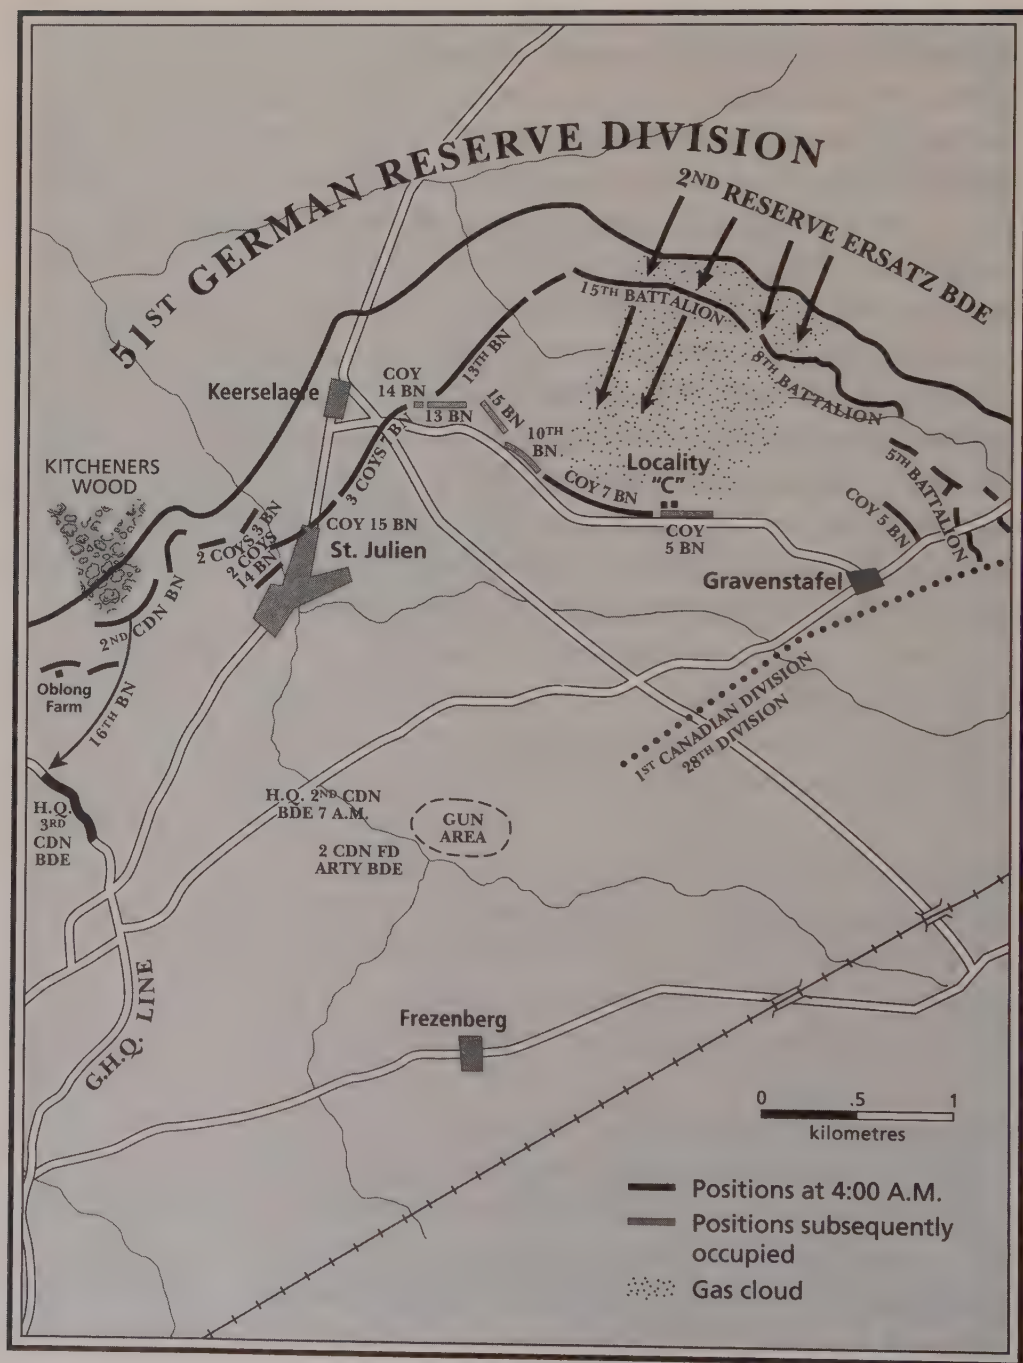 51ST GERMAN RESERVE DIVISION
2ND RESERVE ERSATZ BDE
15TH BATTALION
8TH BATTALION
13TH BN
Keerselaere
COY
14 BN
13 BN
15 BN
10TH
BN
3 COYS 7 BN
COY 7 BN
Locality
"C"
COY
5 BN
5TH BATTALION
COY 5 BN
KITCHENERS
WOOD
2 COYS 3 BN
2 COYS
14 BN
COY 15 BN
St. Julien
Gravenstafel
2ND CDN BN
Oblong
Farm
16TH BN
1ST CANADIAN DIVISION
28TH DIVISION
H.Q.
3RD
CDN
BDE
H.Q. 2ND CDN
BDE 7 A.M.
GUN
AREA
2 CDN FD
ARTY BDE
G.H.Q. LINE
Frezenberg
0 .5 1
kilometres
Positions at 4:00 A.M.
Positions subsequently
occupied
Gas cloud